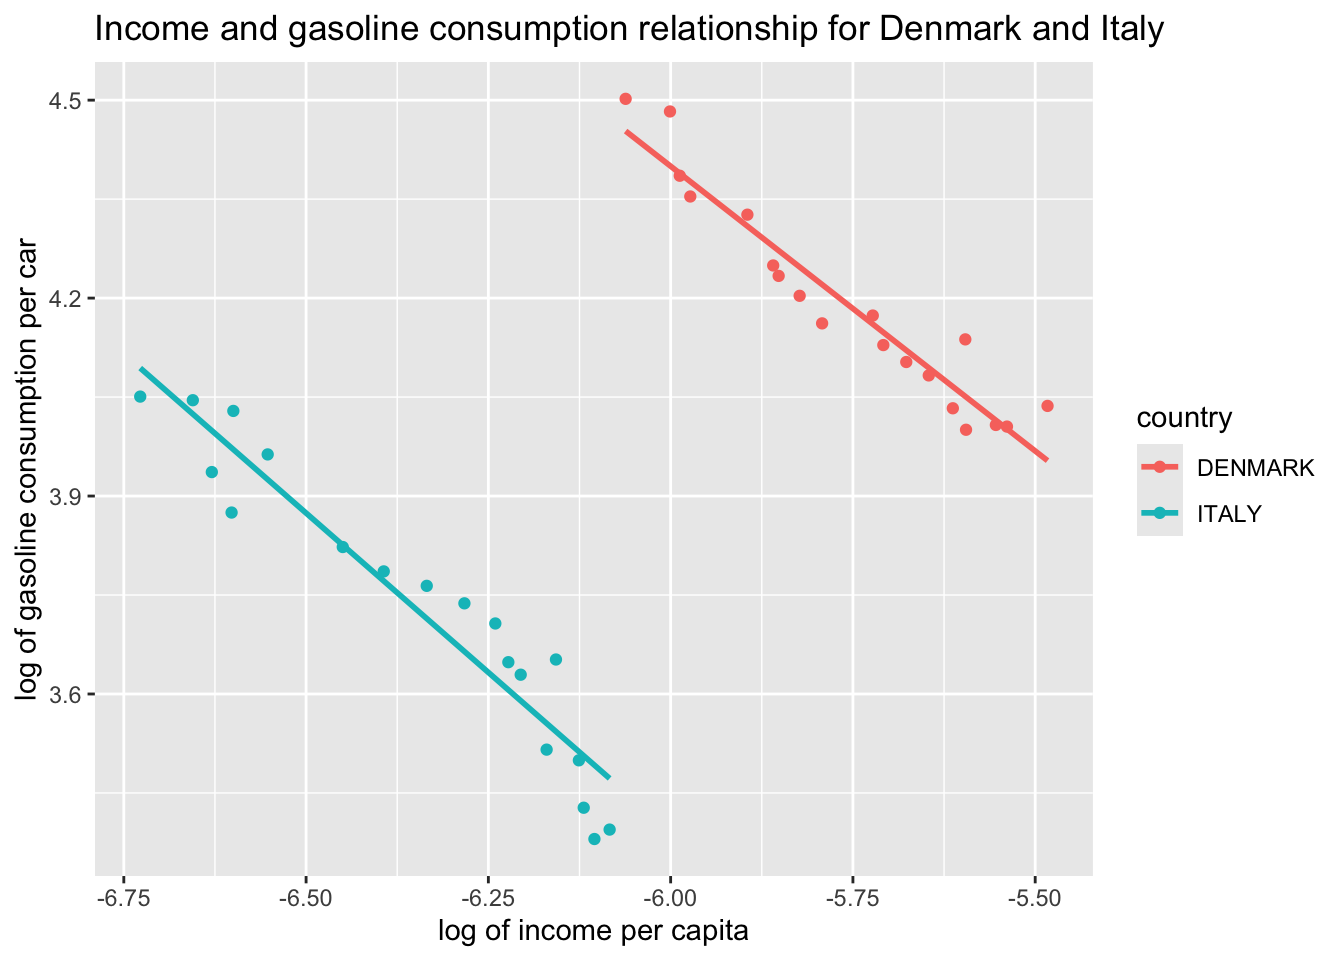 Income and gasoline consumption relationship for Denmark and Italy
log of gasoline consumption per car
4.5
4.2
3.9
3.6
-6.75 -6.50 -6.25 -6.00 -5.75 -5.50
log of income per capita
country
DENMARK
ITALY